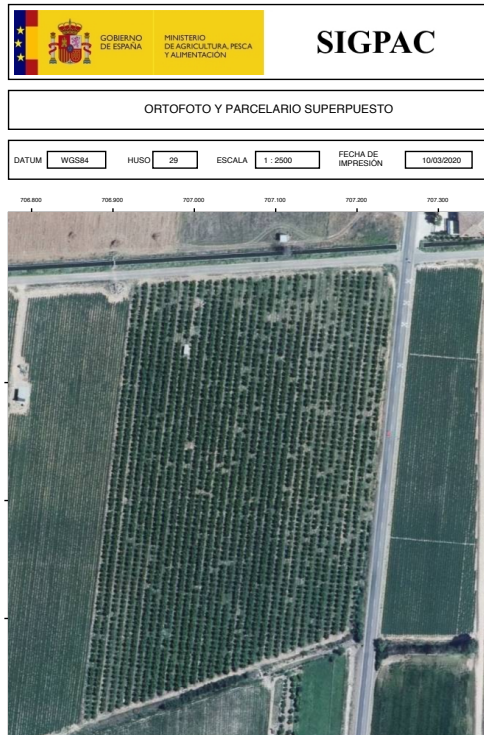 GOBIERNO
DE ESPAÑA
MINISTERIO
DE AGRICULTURA, PESCA
Y ALIMENTACIÓN
SIGPAC
ORTOFOTO Y PARCELARIO SUPERPUESTO
DATUM WGS84 HUSO 29 ESCALA 1 : 2500 FECHA DE
IMPRESIÓN 10/03/2020
706.800 706.900 707.000 707.100 707.200 707.300